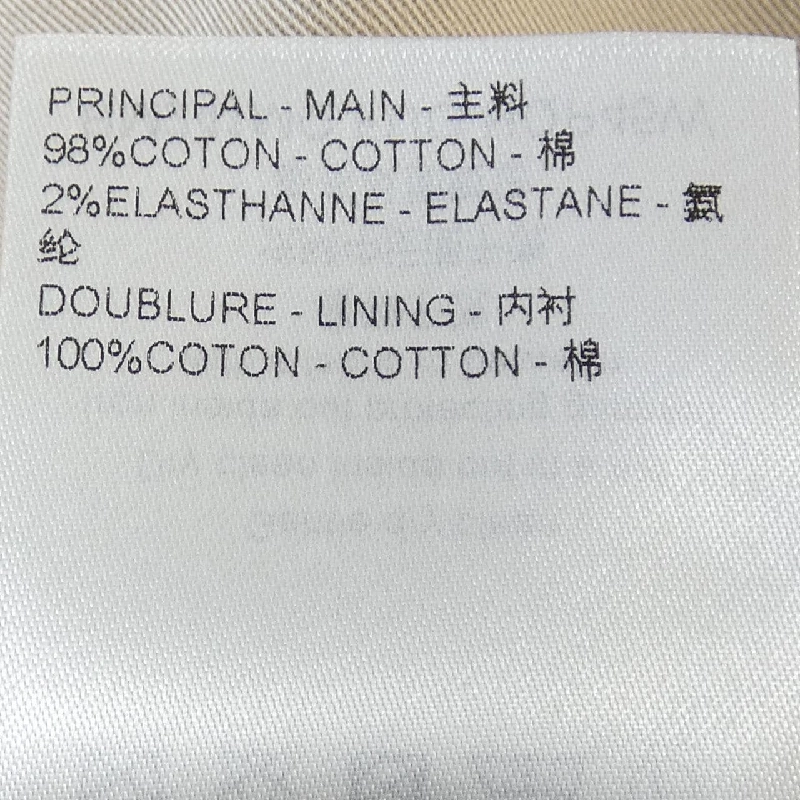 PRINCIPAL - MAIN - 主料
98%COTON - COTTON - 棉
2%ELASTHANNE - ELASTANE - 氨
纶
DOUBLURE - LINING - 内衬
100%COTON - COTTON - 棉